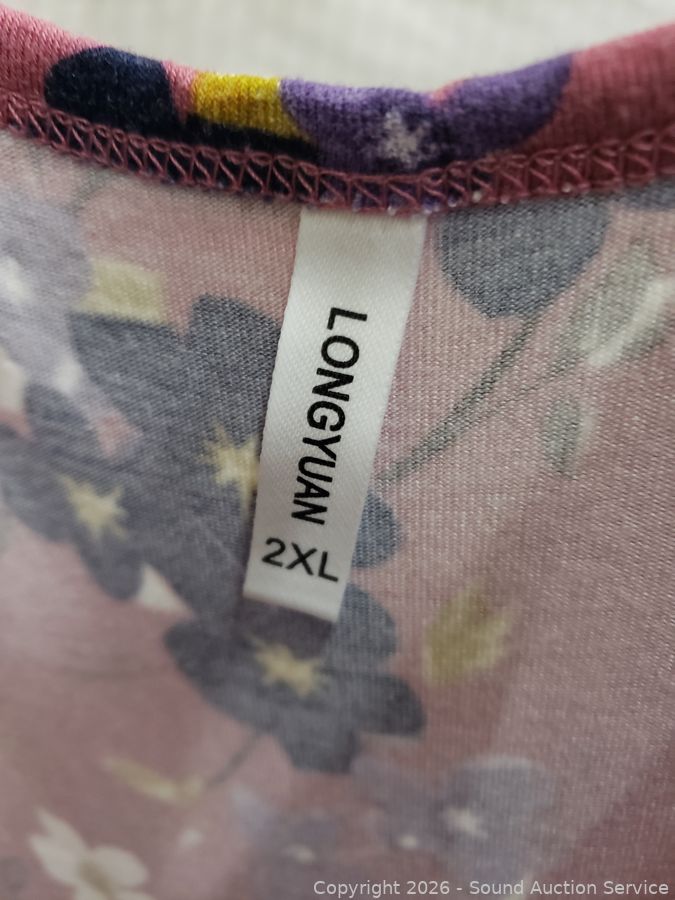 LONGYUAN
2XL
Copyright 2026 - Sound Auction Service